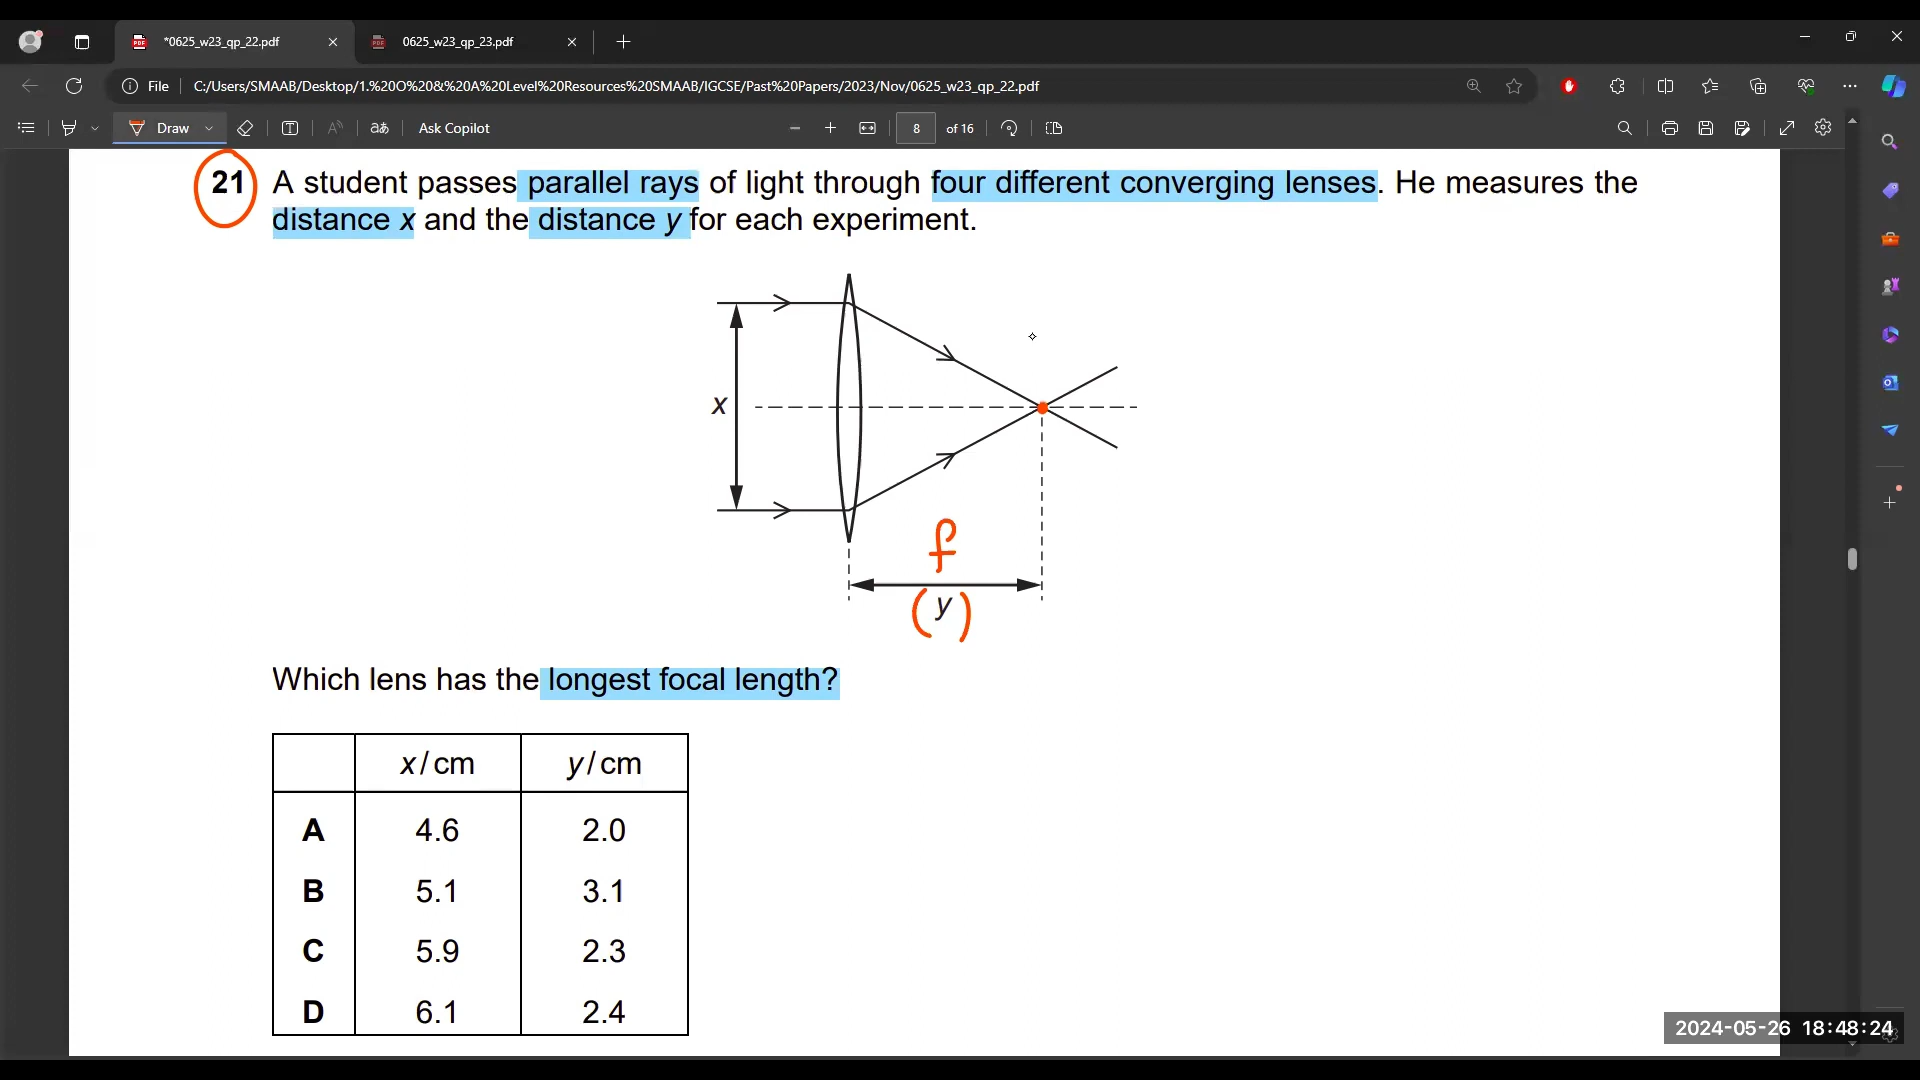 *0625_w23_qp_22.pdf
0625_w23_qp_23.pdf
File
C:/Users/SMAAB/Desktop/1.%20O%20&%20A%20Level%20Resources%20SMAAB/IGCSE/Past%20Papers/2023/Nov/0625_w23_qp_22.pdf
Draw
Ask Copilot
8 of 16
21 A student passes parallel rays of light through four different converging lenses. He measures the
distance x and the distance y for each experiment.
x
f
(y)
Which lens has the longest focal length?
x/cm y/cm
A 4.6 2.0
B 5.1 3.1
C 5.9 2.3
D 6.1 2.4
2024-05-26 18:48:24